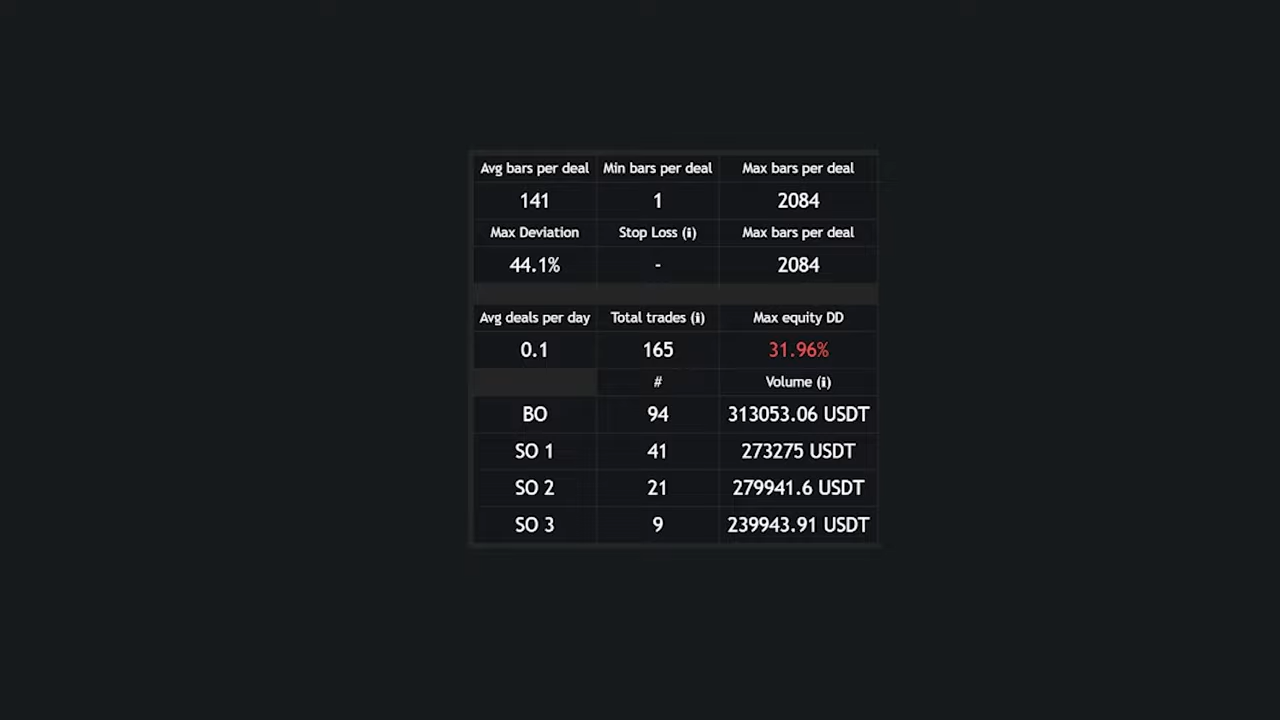 Avg bars per deal Min bars per deal Max bars per deal
141 1 2084
Max Deviation Stop Loss (i) Max bars per deal
44.1% - 2084
Avg deals per day Total trades (i) Max equity DD
0.1 165 31.96%
# Volume (i)
BO 94 313053.06 USDT
SO 1 41 273275 USDT
SO 2 21 279941.6 USDT
SO 3 9 239943.91 USDT